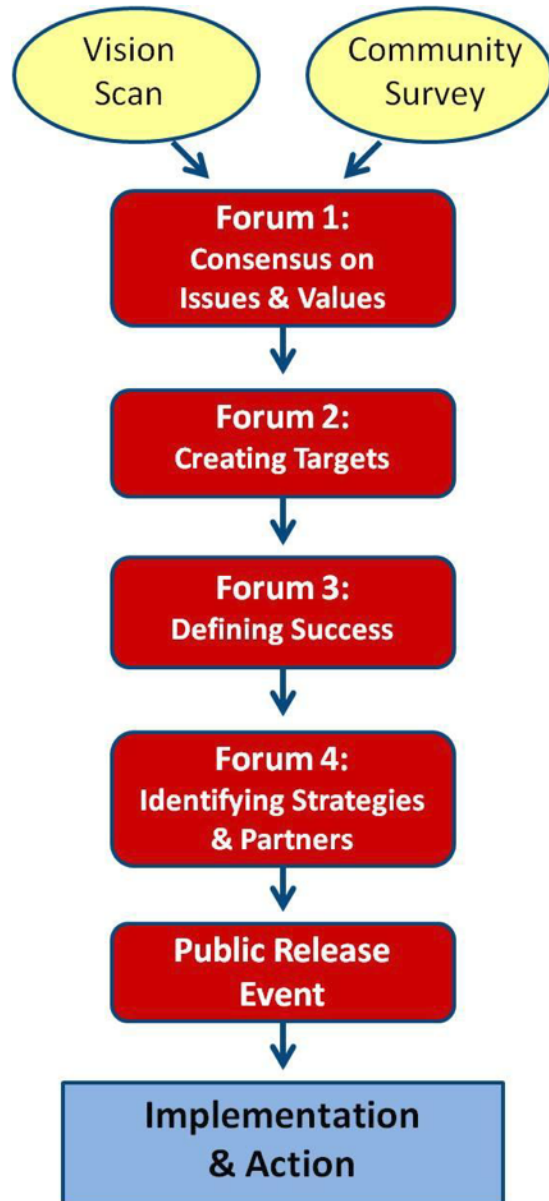 Vision
Scan
Community
Survey
Forum 1:
Consensus on
Issues & Values
Forum 2:
Creating Targets
Forum 3:
Defining Success
Forum 4:
Identifying Strategies
& Partners
Public Release
Event
Implementation
& Action